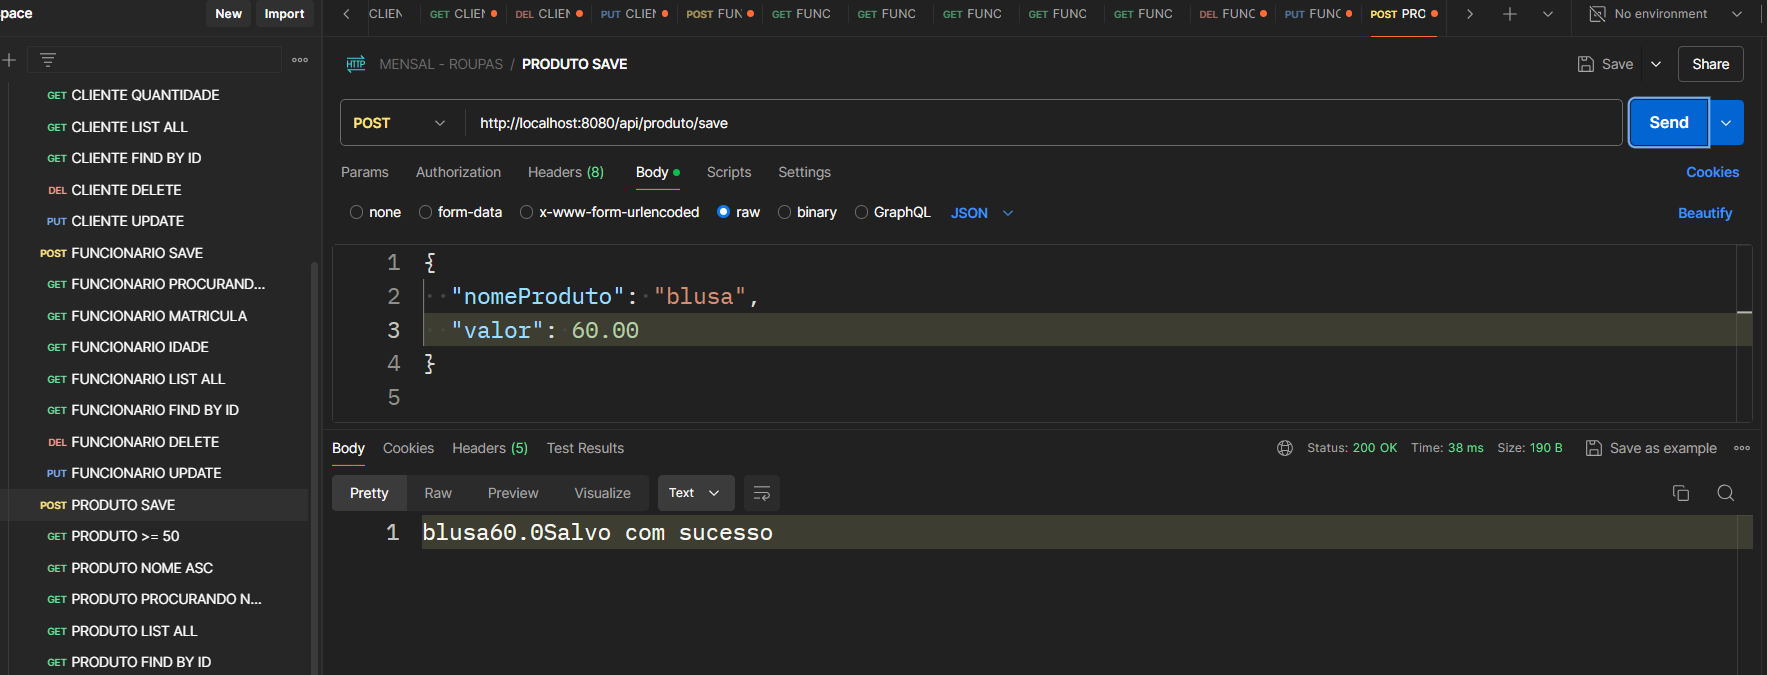 space New Import
CLIEN GET CLIEN DEL CLIEN PUT CLIEN POST FUN GET FUNC GET FUNC GET FUNC GET FUNC GET FUNC DEL FUNC PUT FUNC POST PRO No environment
HTTP MENSAL - ROUPAS / PRODUTO SAVE Save Share
POST http://localhost:8080/api/produto/save Send
Params Authorization Headers (8) Body Scripts Settings Cookies
none form-data x-www-form-urlencoded raw binary GraphQL JSON Beautify
1 {
2 "nomeProduto": "blusa",
3 "valor": 60.00
4 }
5
Body Cookies Headers (5) Test Results Status: 200 OK Time: 38 ms Size: 190 B Save as example
Pretty Raw Preview Visualize Text
1 blusa60.0Salvo com sucesso
GET CLIENTE QUANTIDADE
GET CLIENTE LIST ALL
GET CLIENTE FIND BY ID
DEL CLIENTE DELETE
PUT CLIENTE UPDATE
POST FUNCIONARIO SAVE
GET FUNCIONARIO PROCURAND...
GET FUNCIONARIO MATRICULA
GET FUNCIONARIO IDADE
GET FUNCIONARIO LIST ALL
GET FUNCIONARIO FIND BY ID
DEL FUNCIONARIO DELETE
PUT FUNCIONARIO UPDATE
POST PRODUTO SAVE
GET PRODUTO >= 50
GET PRODUTO NOME ASC
GET PRODUTO PROCURANDO N...
GET PRODUTO LIST ALL
GET PRODUTO FIND BY ID